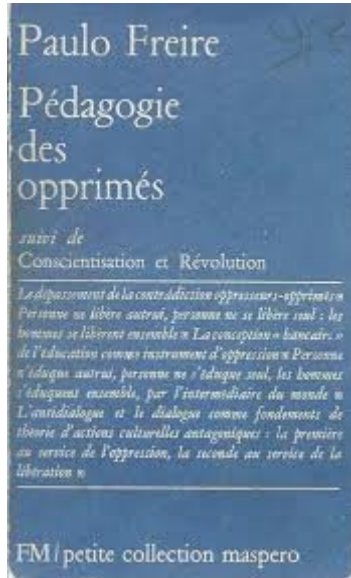 Paulo Freire
Pédagogie
des
opprimés
suivi de
Conscientisation et Révolution
Le dépassement de la contradiction oppresseurs-opprimés ¤
Personne ne libère autrui, personne ne se libère seul : les
hommes se libèrent ensemble ¤ La conception « bancaire »
de l'éducation comme instrument d'oppression ¤ Personne
n'éduque autrui, personne ne s'éduque seul, les hommes
s'éduquent ensemble, par l'intermédiaire du monde ¤
L'antidialogue et le dialogue comme fondements de
théorie d'actions culturelles antagoniques : la première
au service de l'oppression, la seconde au service de la
libération ¤
FM/petite collection maspero